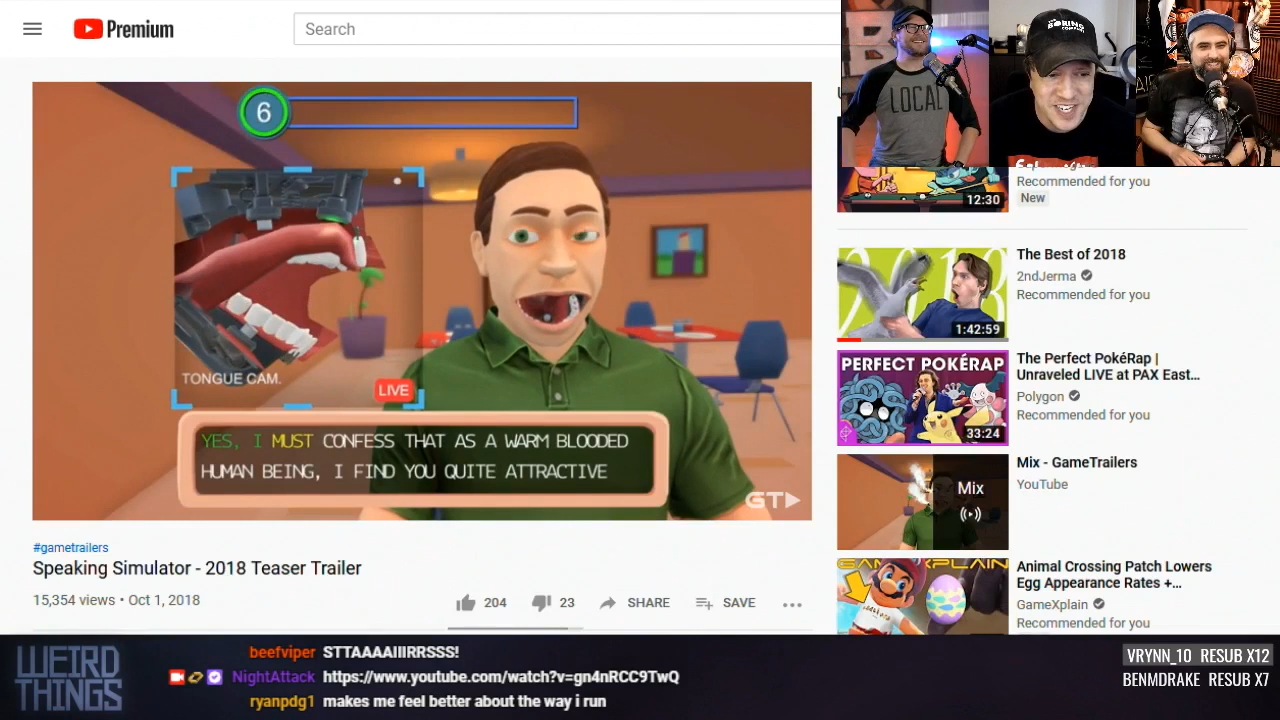 Premium
Search
LOCAL
BORING
6
TONGUE CAM.
LIVE
YES, I MUST CONFESS THAT AS A WARM BLOODED
HUMAN BEING, I FIND YOU QUITE ATTRACTIVE
GT
#gametrailers
Speaking Simulator - 2018 Teaser Trailer
15,354 views • Oct 1, 2018
204
23
SHARE
SAVE
12:30
Recommended for you
New
The Best of 2018
2ndJerma
Recommended for you
1:42:59
PERFECT POKÉRAP
33:24
The Perfect PokéRap |
Unraveled LIVE at PAX East...
Polygon
Recommended for you
Mix
Mix - GameTrailers
YouTube
Animal Crossing Patch Lowers
Egg Appearance Rates +...
GameXplain
Recommended for you
WEIRD
THINGS
beefviper STTAAAAIIIRRSSS!
NightAttack https://www.youtube.com/watch?v=gn4nRCC9TwQ
ryanpdg1 makes me feel better about the way i run
VRYNN_10 RESUB X12
BENMDRAKE RESUB X7